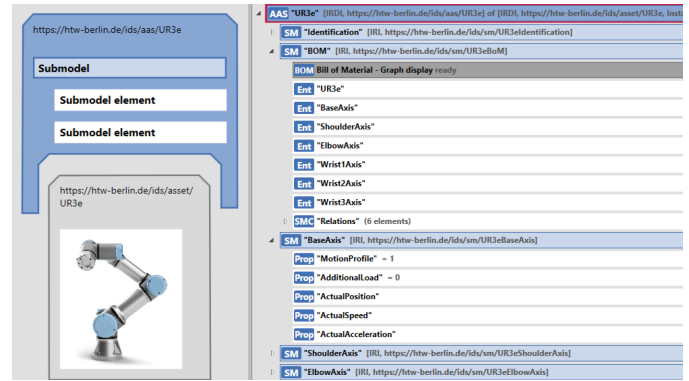 https://htw-berlin.de/ids/aas/UR3e
Submodel
Submodel element
Submodel element
https://htw-berlin.de/ids/asset/
UR3e
AAS "UR3e" [IRDI, https://htw-berlin.de/ids/aas/UR3e] of [IRDI, https://htw-berlin.de/ids/asset/UR3e, Insta
SM "Identification" [IRI, https://htw-berlin.de/ids/sm/UR3eIdentification]
SM "BOM" [IRI, https://htw-berlin.de/ids/sm/UR3eBoM]
BOM Bill of Material - Graph display ready
Ent "UR3e"
Ent "BaseAxis"
Ent "ShoulderAxis"
Ent "ElbowAxis"
Ent "Wrist1Axis"
Ent "Wrist2Axis"
Ent "Wrist3Axis"
SMC "Relations" (6 elements)
SM "BaseAxis" [IRI, https://htw-berlin.de/ids/sm/UR3eBaseAxis]
Prop "MotionProfile" = 1
Prop "AdditionalLoad" = 0
Prop "ActualPosition"
Prop "ActualSpeed"
Prop "ActualAcceleration"
SM "ShoulderAxis" [IRI, https://htw-berlin.de/ids/sm/UR3eShoulderAxis]
SM "ElbowAxis" [IRI, https://htw-berlin.de/ids/sm/UR3eElbowAxis]